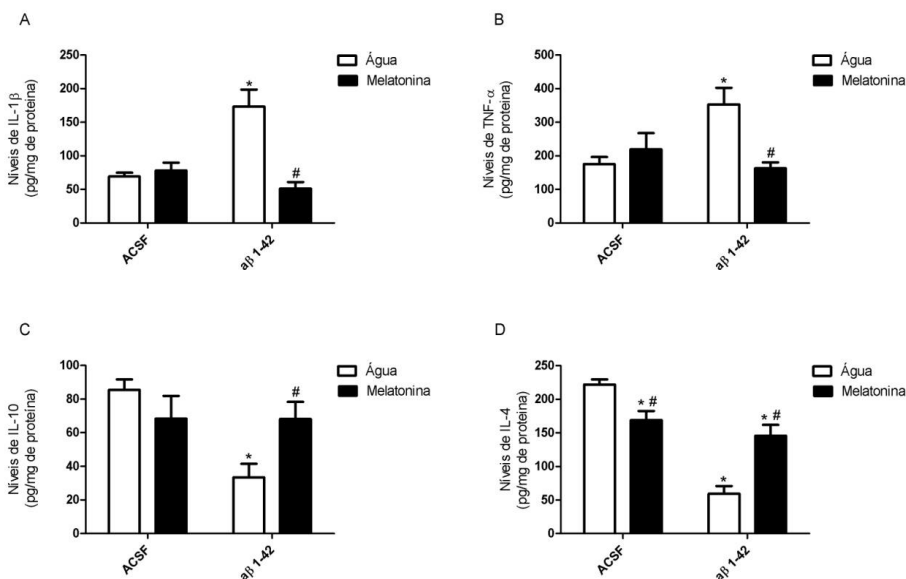 A
Níveis de IL-1β
(pg/mg de proteína)
250
200
150
100
50
0
*
#
ACSF
aβ 1-42
Água
Melatonina
B
Níveis de TNF-α
(pg/mg de proteína)
500
400
300
200
100
0
*
#
ACSF
aβ 1-42
Água
Melatonina
C
Níveis de IL-10
(pg/mg de proteína)
100
80
60
40
20
0
*
#
ACSF
aβ 1-42
Água
Melatonina
D
Níveis de IL-4
(pg/mg de proteína)
250
200
150
100
50
0
* #
*
* #
ACSF
aβ 1-42
Água
Melatonina